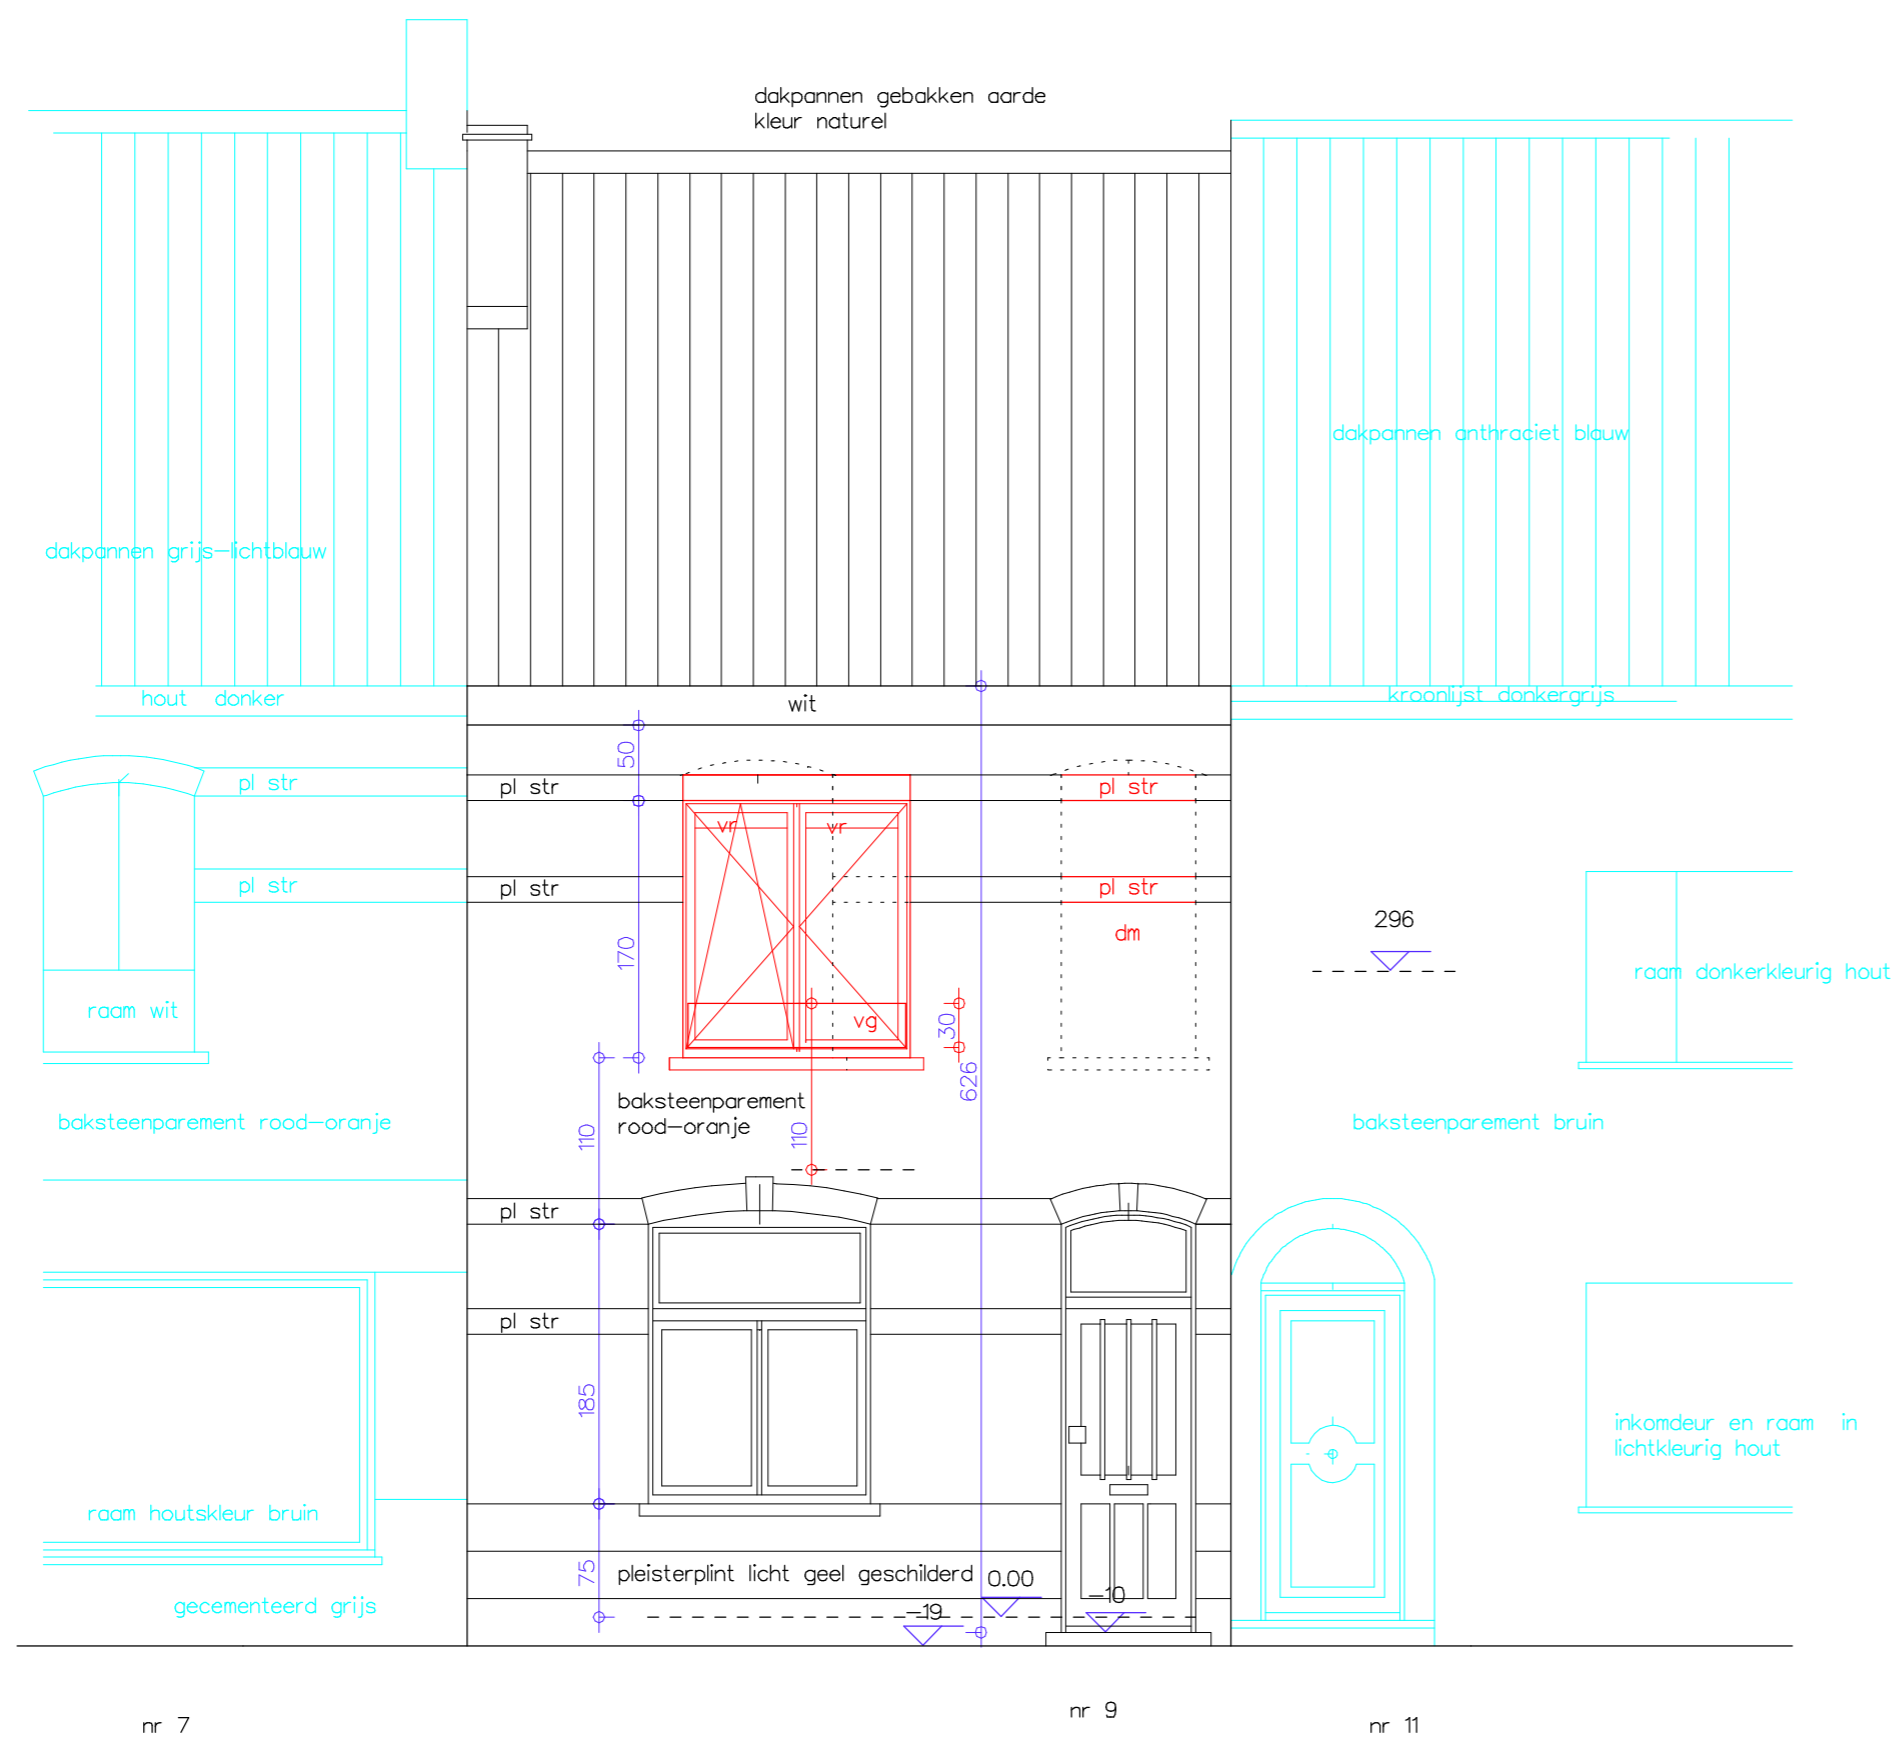 dakpannen gebakken aarde
kleur naturel
dakpannen anthraciet blauw
dakpannen grijs-lichtblauw
hout donker
wit
kroonlijst donkergrijs
50
pl str
pl str
pl str
vr
vr
pl str
pl str
pl str
dm
296
170
raam donkerkleurig hout
raam wit
vg
30
626
baksteenparement
rood-oranje
baksteenparement rood-oranje
110
110
baksteenparement bruin
pl str
pl str
185
inkomdeur en raam in
lichtkleurig hout
raam houtskleur bruin
75
pleisterplint licht geel geschilderd
0.00
-10
-19
gecementeerd grijs
nr 7
nr 9
nr 11